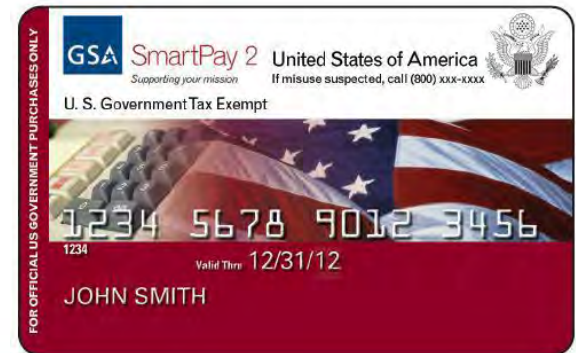 FOR OFFICIAL US GOVERNMENT PURCHASES ONLY
GSA SmartPay 2
Supporting your mission
United States of America
If misuse suspected, call (800) xxx-xxxx
U. S. Government Tax Exempt
1234 5678 9012 3456
1234
Valid Thru 12/31/12
JOHN SMITH